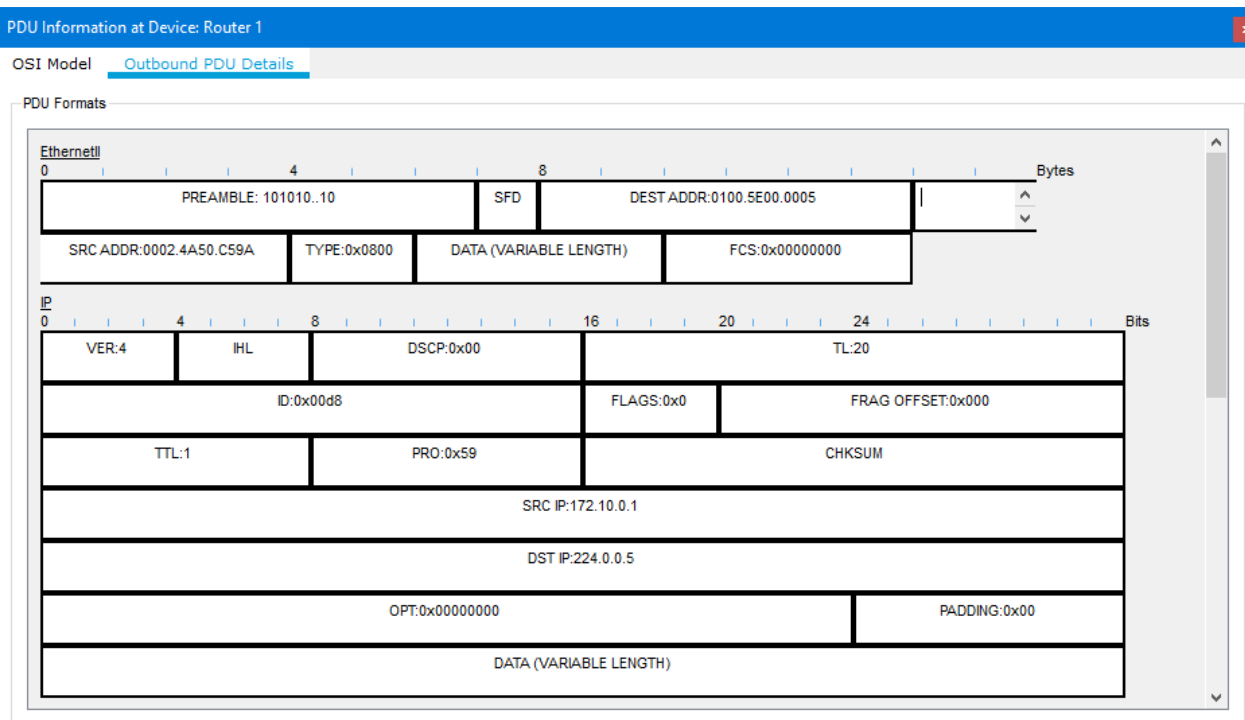 PDU Information at Device: Router 1
OSI Model Outbound PDU Details
PDU Formats
EthernetII
0 4 8 Bytes
PREAMBLE: 101010..10 SFD DEST ADDR:0100.5E00.0005
SRC ADDR:0002.4A50.C59A TYPE:0x0800 DATA (VARIABLE LENGTH) FCS:0x00000000
IP
0 4 8 16 20 24 Bits
VER:4 IHL DSCP:0x00 TL:20
ID:0x00d8 FLAGS:0x0 FRAG OFFSET:0x000
TTL:1 PRO:0x59 CHKSUM
SRC IP:172.10.0.1
DST IP:224.0.0.5
OPT:0x00000000 PADDING:0x00
DATA (VARIABLE LENGTH)